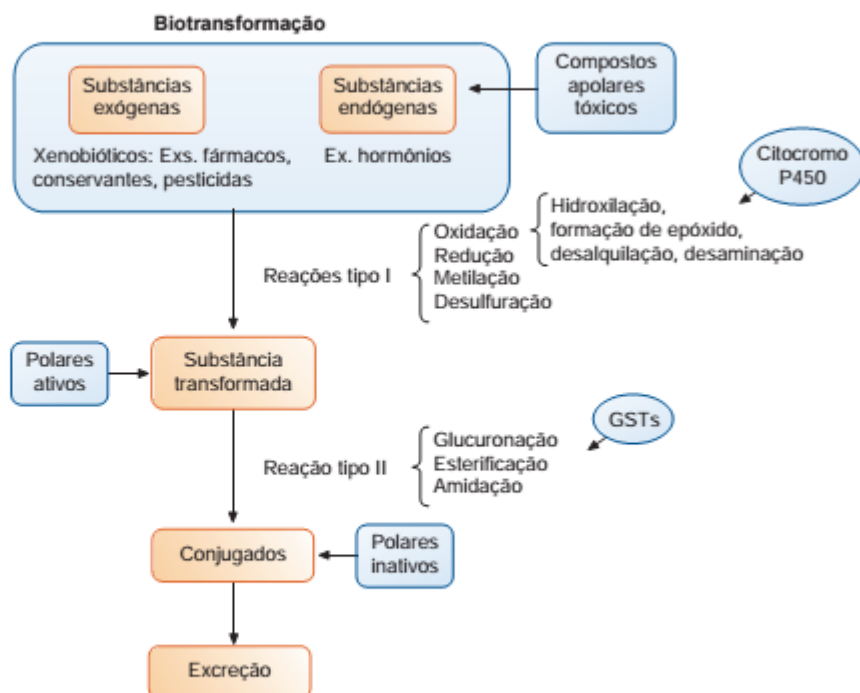 Biotransformação
Substâncias
exógenas
Substâncias
endógenas
Compostos
apolares
tóxicos
Xenobióticos: Exs. fármacos,
conservantes, pesticidas
Ex. hormônios
Citocromo
P450
Reações tipo I
Oxidação
Redução
Metilação
Desulfuração
Hidroxilação,
formação de epóxido,
desalquilação, desaminação
Polares
ativos
Substância
transformada
Reação tipo II
Glucuronação
Esterificação
Amidação
GSTs
Conjugados
Polares
inativos
Excreção